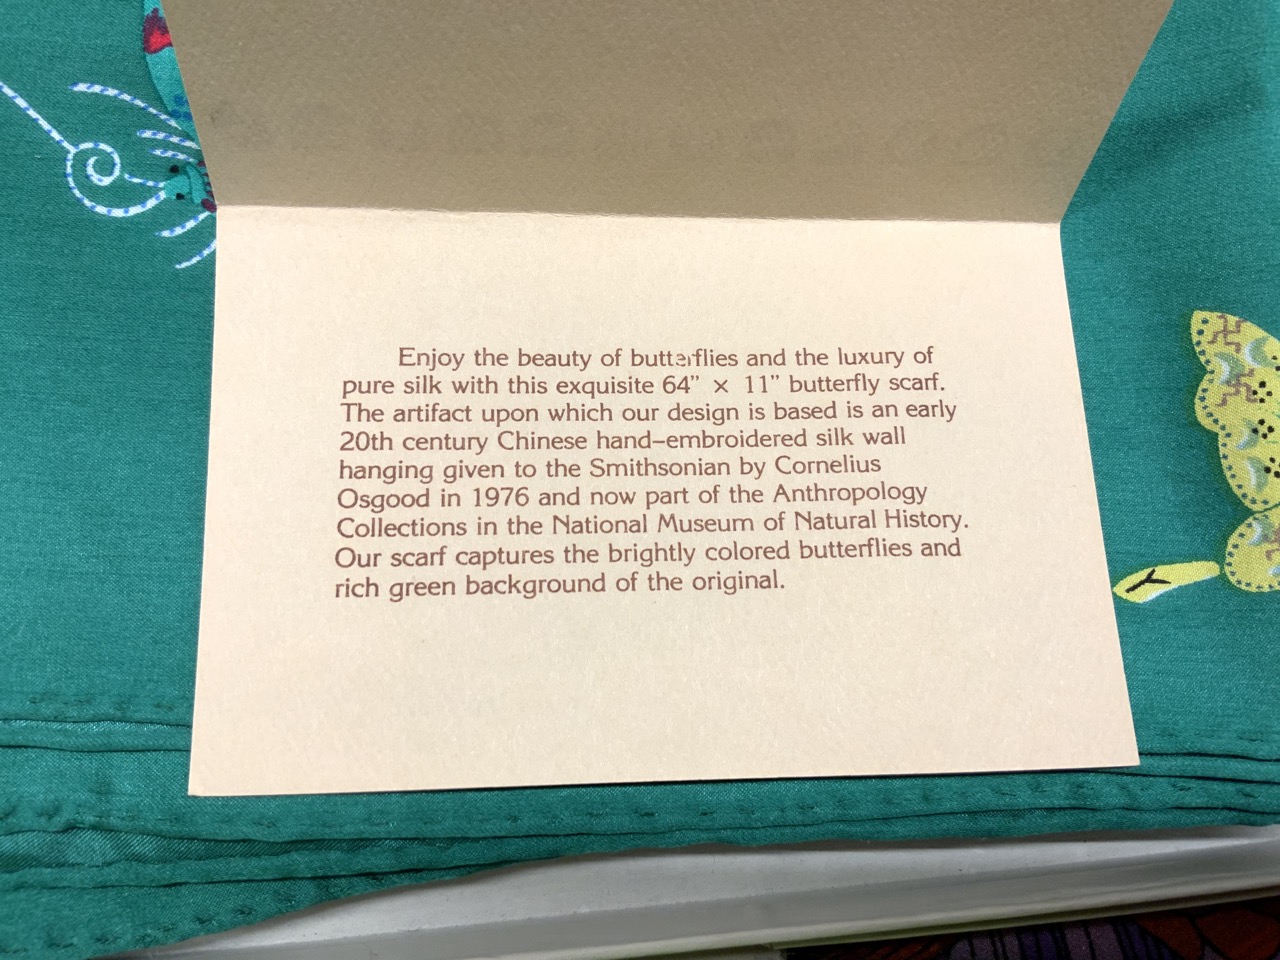 Enjoy the beauty of butterflies and the luxury of
pure silk with this exquisite 64” × 11” butterfly scarf.
The artifact upon which our design is based is an early
20th century Chinese hand–embroidered silk wall
hanging given to the Smithsonian by Cornelius
Osgood in 1976 and now part of the Anthropology
Collections in the National Museum of Natural History.
Our scarf captures the brightly colored butterflies and
rich green background of the original.